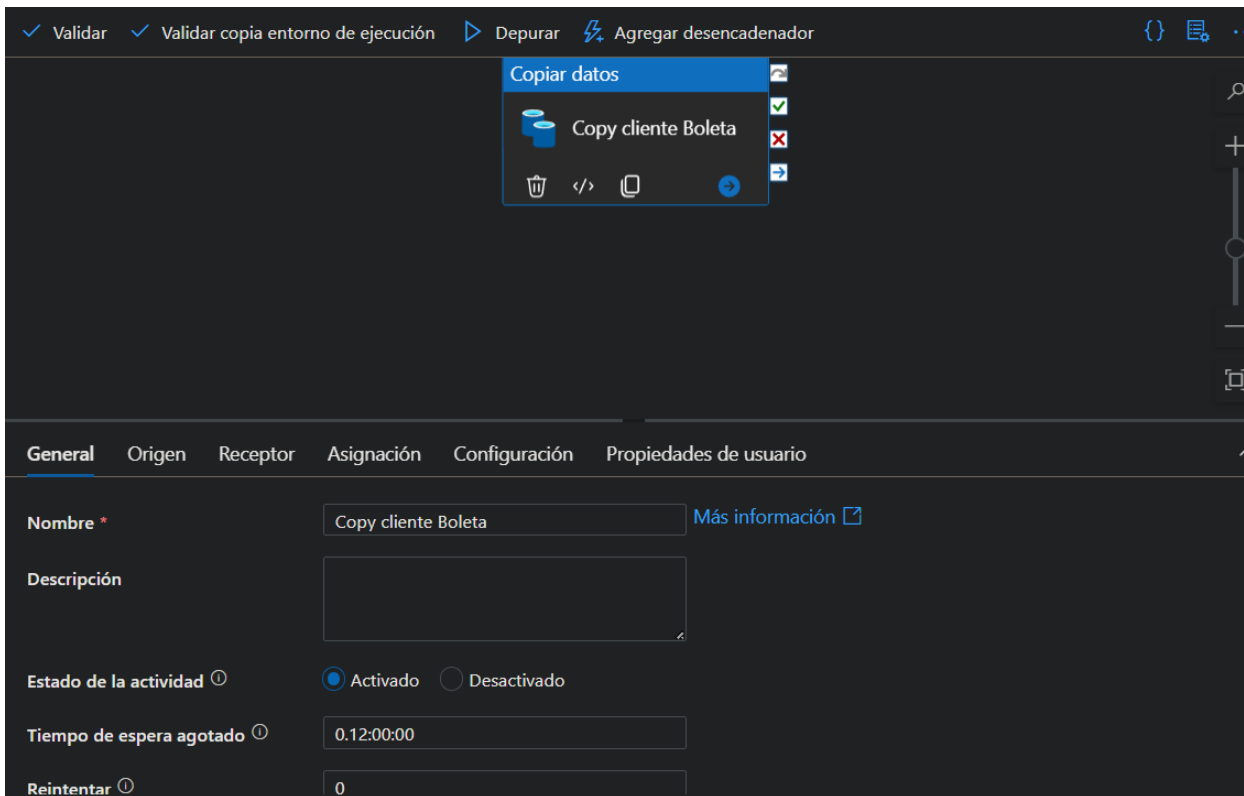 Validar Validar copia entorno de ejecución Depurar Agregar desencadenador
Copiar datos
Copy cliente Boleta
General Origen Receptor Asignación Configuración Propiedades de usuario
Nombre * Copy cliente Boleta Más información
Descripción
Estado de la actividad Activado Desactivado
Tiempo de espera agotado 0.12:00:00
Reintentar 0